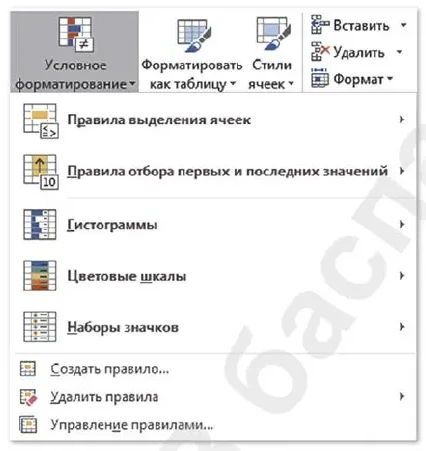 Условное форматирование
Форматировать как таблицу
Стили ячеек
Вставить
Удалить
Формат
Правила выделения ячеек
Правила отбора первых и последних значений
Гистограммы
Цветовые шкалы
Наборы значков
Создать правило...
Удалить правила
Управление правилами...
баспа